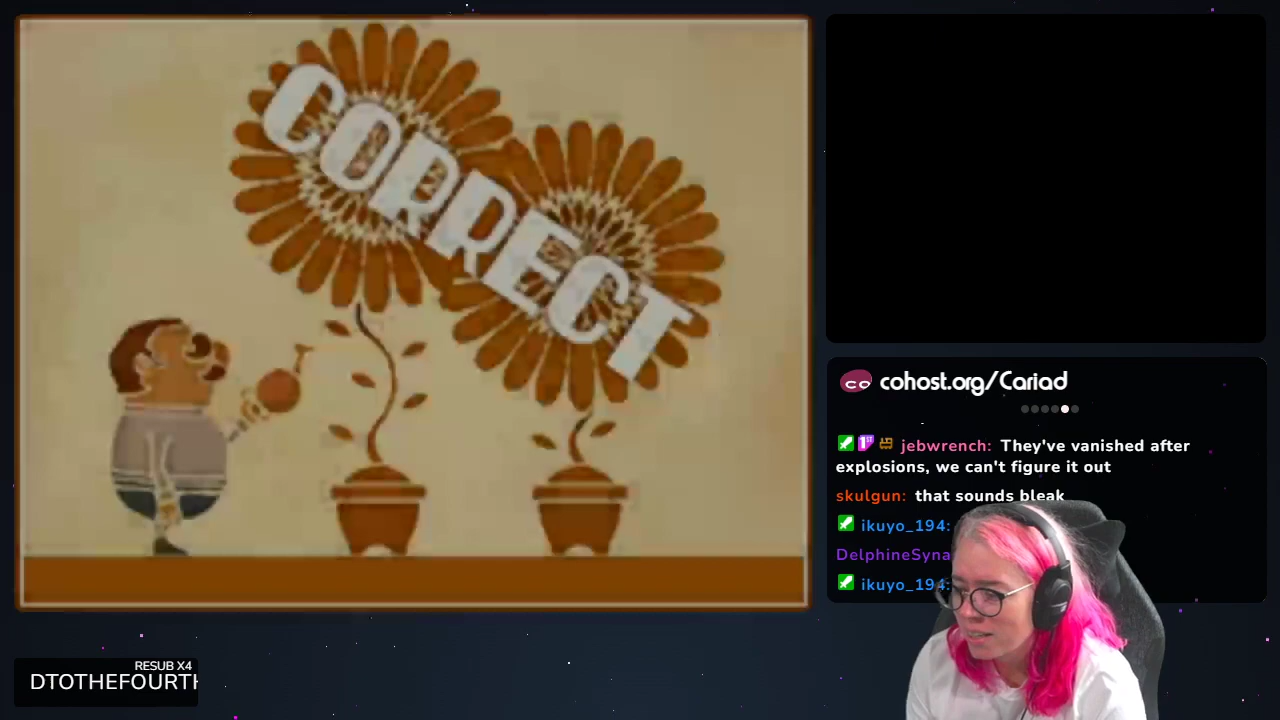 CORRECT
cohost.org/Cariad
jebwrench: They've vanished after
explosions, we can't figure it out
skulgun: that sounds bleak
ikuyo_194:
DelphineSyna
ikuyo_194:
RESUB X4
DTOTHEFOURTH